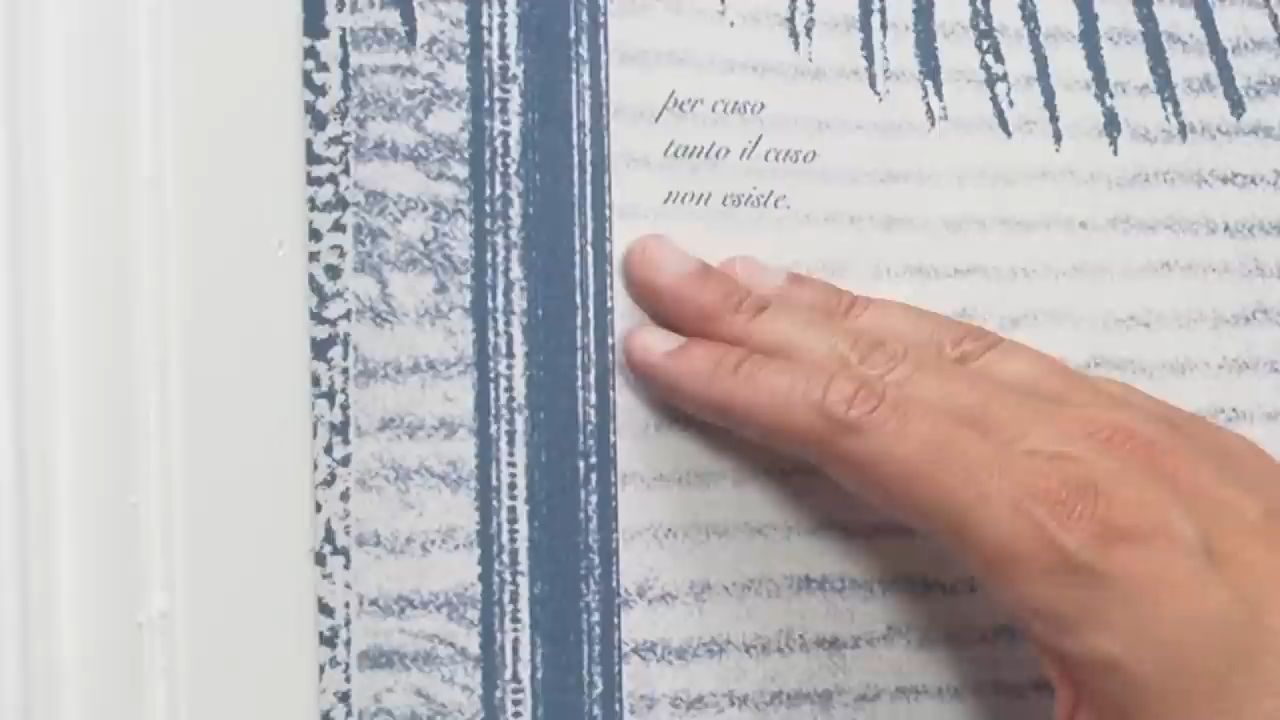 per caso
tanto il caso
non esiste.